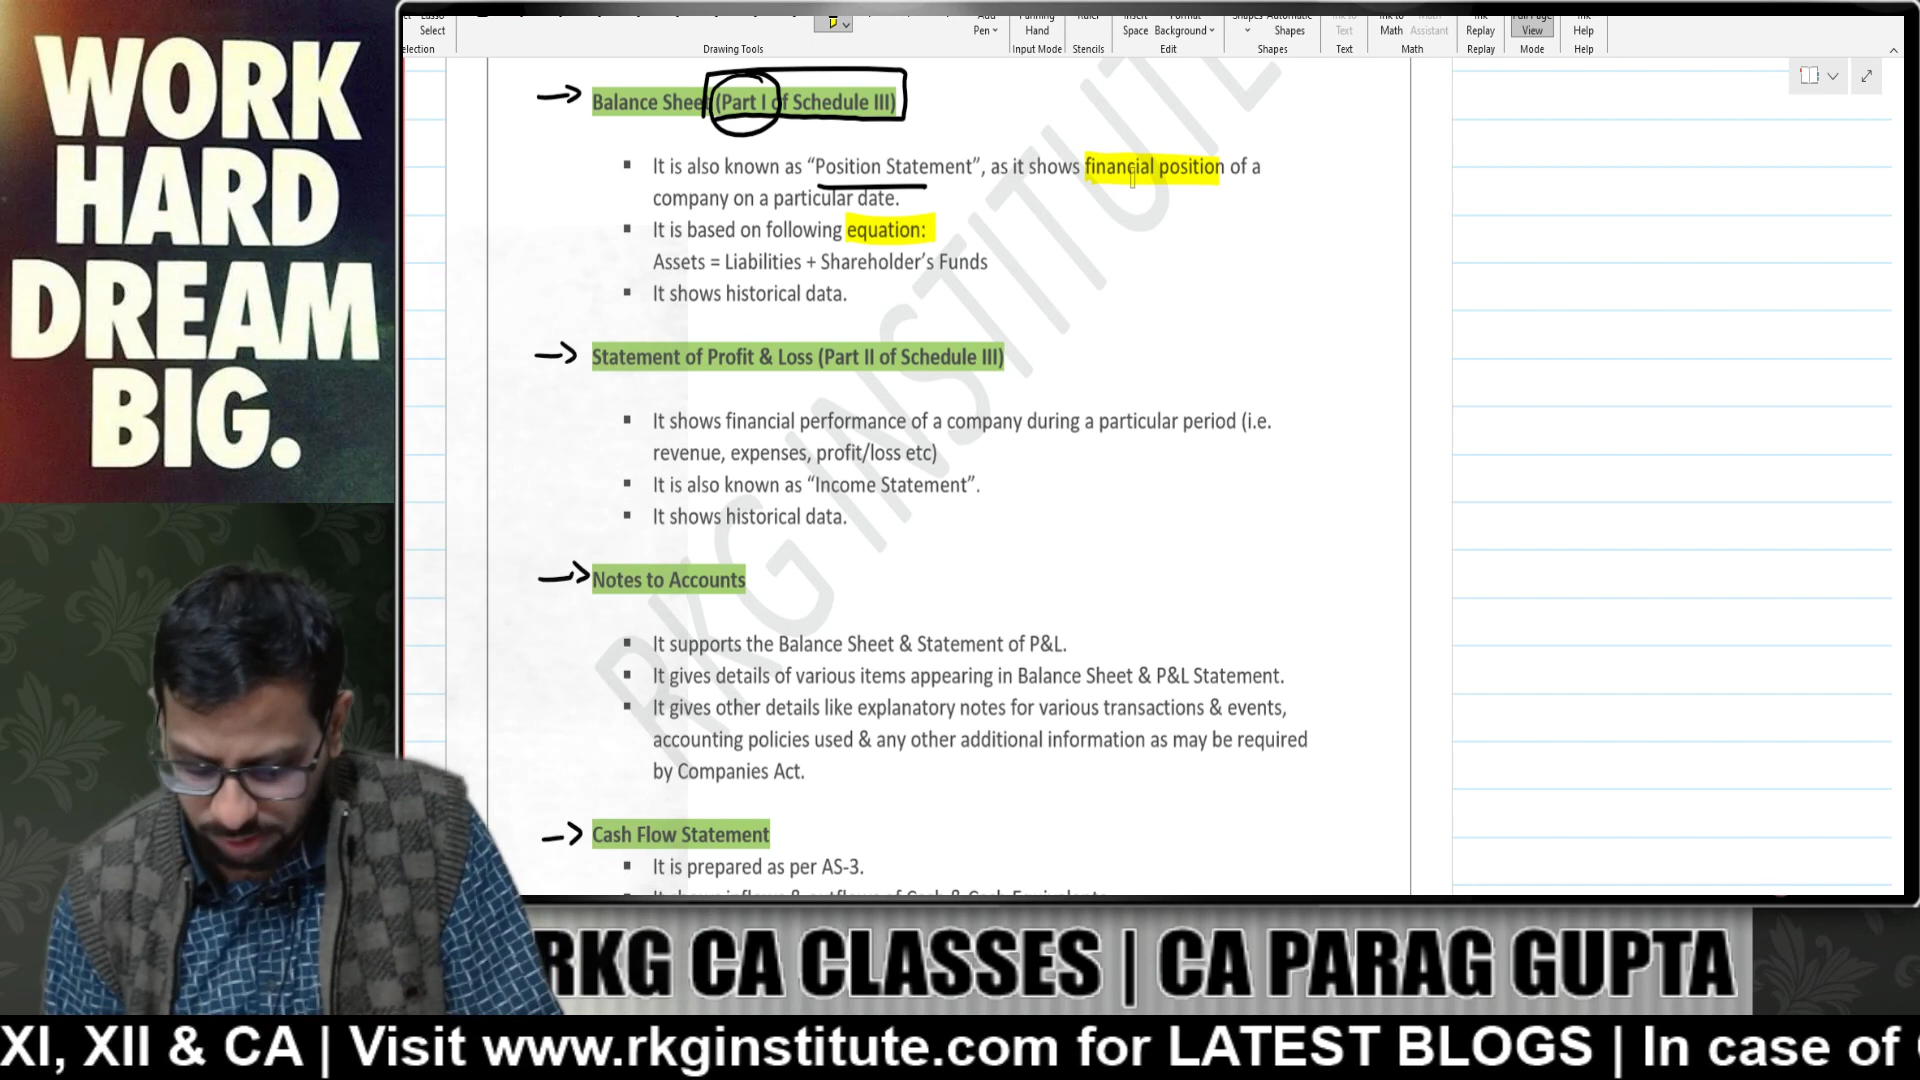 WORK
HARD
DREAM
BIG.
Select
Pen
Hand
Space
Background
Shapes
Text
Math
Assistant
Replay
View
Help
Drawing Tools
Input Mode
Stencils
Edit
Shapes
Text
Math
Replay
Mode
Help
Balance Sheet (Part I of Schedule III)
▪ It is also known as “Position Statement”, as it shows financial position of a
company on a particular date.
▪ It is based on following equation:
Assets = Liabilities + Shareholder’s Funds
▪ It shows historical data.
Statement of Profit & Loss (Part II of Schedule III)
▪ It shows financial performance of a company during a particular period (i.e.
revenue, expenses, profit/loss etc)
▪ It is also known as “Income Statement”.
▪ It shows historical data.
Notes to Accounts
▪ It supports the Balance Sheet & Statement of P&L.
▪ It gives details of various items appearing in Balance Sheet & P&L Statement.
▪ It gives other details like explanatory notes for various transactions & events,
accounting policies used & any other additional information as may be required
by Companies Act.
Cash Flow Statement
▪ It is prepared as per AS-3.
RKG INSTITUTE
RKG CA CLASSES | CA PARAG GUPTA
XI, XII & CA | Visit www.rkginstitute.com for LATEST BLOGS | In case of